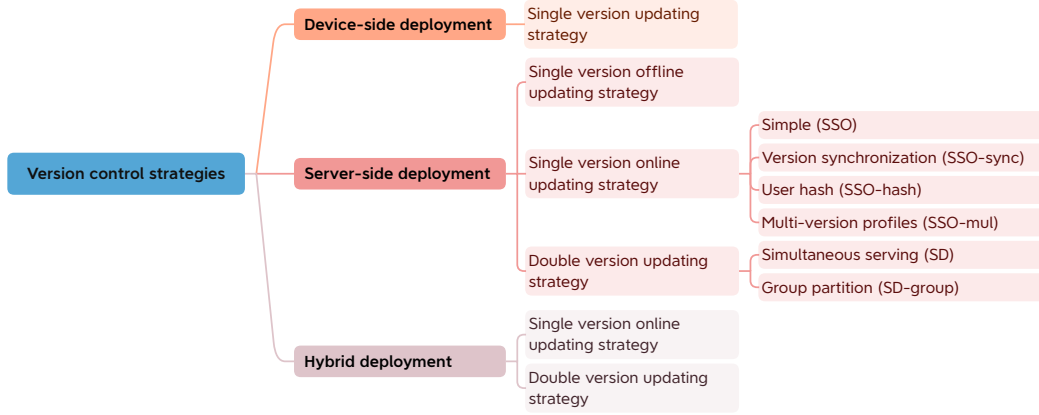 Version control strategies
Device-side deployment
Single version updating
strategy
Server-side deployment
Single version offline
updating strategy
Single version online
updating strategy
Simple (SSO)
Version synchronization (SSO-sync)
User hash (SSO-hash)
Multi-version profiles (SSO-mul)
Double version updating
strategy
Simultaneous serving (SD)
Group partition (SD-group)
Hybrid deployment
Single version online
updating strategy
Double version updating
strategy